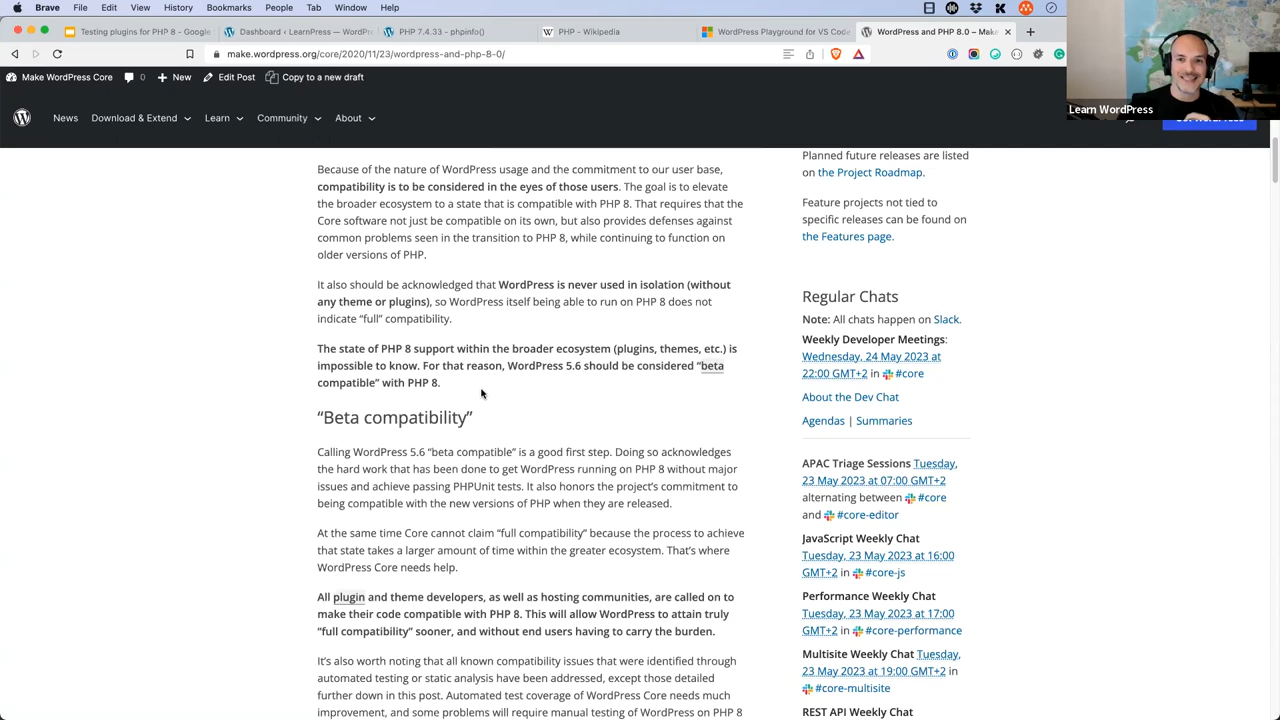 Brave File Edit View History Bookmarks People Tab Window Help
Testing plugins for PHP 8 - Google
Dashboard ‹ LearnPress — Wordpr
PHP 7.4.33 - phpinfo()
PHP - Wikipedia
WordPress Playground for VS Code
WordPress and PHP 8.0 – Mak
make.wordpress.org/core/2020/11/23/wordpress-and-php-8-0/
Make WordPress Core 0 New Edit Post Copy to a new draft
Learn WordPress
News Download & Extend Learn Community About
Because of the nature of WordPress usage and the commitment to our user base,
compatibility is to be considered in the eyes of those users. The goal is to elevate
the broader ecosystem to a state that is compatible with PHP 8. That requires that the
Core software not just be compatible on its own, but also provides defenses against
common problems seen in the transition to PHP 8, while continuing to function on
older versions of PHP.
It also should be acknowledged that WordPress is never used in isolation (without
any theme or plugins), so WordPress itself being able to run on PHP 8 does not
indicate “full” compatibility.
The state of PHP 8 support within the broader ecosystem (plugins, themes, etc.) is
impossible to know. For that reason, WordPress 5.6 should be considered “beta
compatible” with PHP 8.
“Beta compatibility”
Calling WordPress 5.6 “beta compatible” is a good first step. Doing so acknowledges
the hard work that has been done to get WordPress running on PHP 8 without major
issues and achieve passing PHPUnit tests. It also honors the project’s commitment to
being compatible with the new versions of PHP when they are released.
At the same time Core cannot claim “full compatibility” because the process to achieve
that state takes a larger amount of time within the greater ecosystem. That’s where
WordPress Core needs help.
All plugin and theme developers, as well as hosting communities, are called on to
make their code compatible with PHP 8. This will allow WordPress to attain truly
“full compatibility” sooner, and without end users having to carry the burden.
It’s also worth noting that all known compatibility issues that were identified through
automated testing or static analysis have been addressed, except those detailed
further down in this post. Automated test coverage of WordPress Core needs much
improvement, and some problems will require manual testing of WordPress on PHP 8
Planned future releases are listed
on the Project Roadmap.
Feature projects not tied to
specific releases can be found on
the Features page.
Regular Chats
Note: All chats happen on Slack.
Weekly Developer Meetings:
Wednesday, 24 May 2023 at
22:00 GMT+2 in #core
About the Dev Chat
Agendas | Summaries
APAC Triage Sessions Tuesday,
23 May 2023 at 07:00 GMT+2
alternating between #core
and #core-editor
JavaScript Weekly Chat
Tuesday, 23 May 2023 at 16:00
GMT+2 in #core-js
Performance Weekly Chat
Tuesday, 23 May 2023 at 17:00
GMT+2 in #core-performance
Multisite Weekly Chat Tuesday,
23 May 2023 at 19:00 GMT+2 in
#core-multisite
REST API Weekly Chat